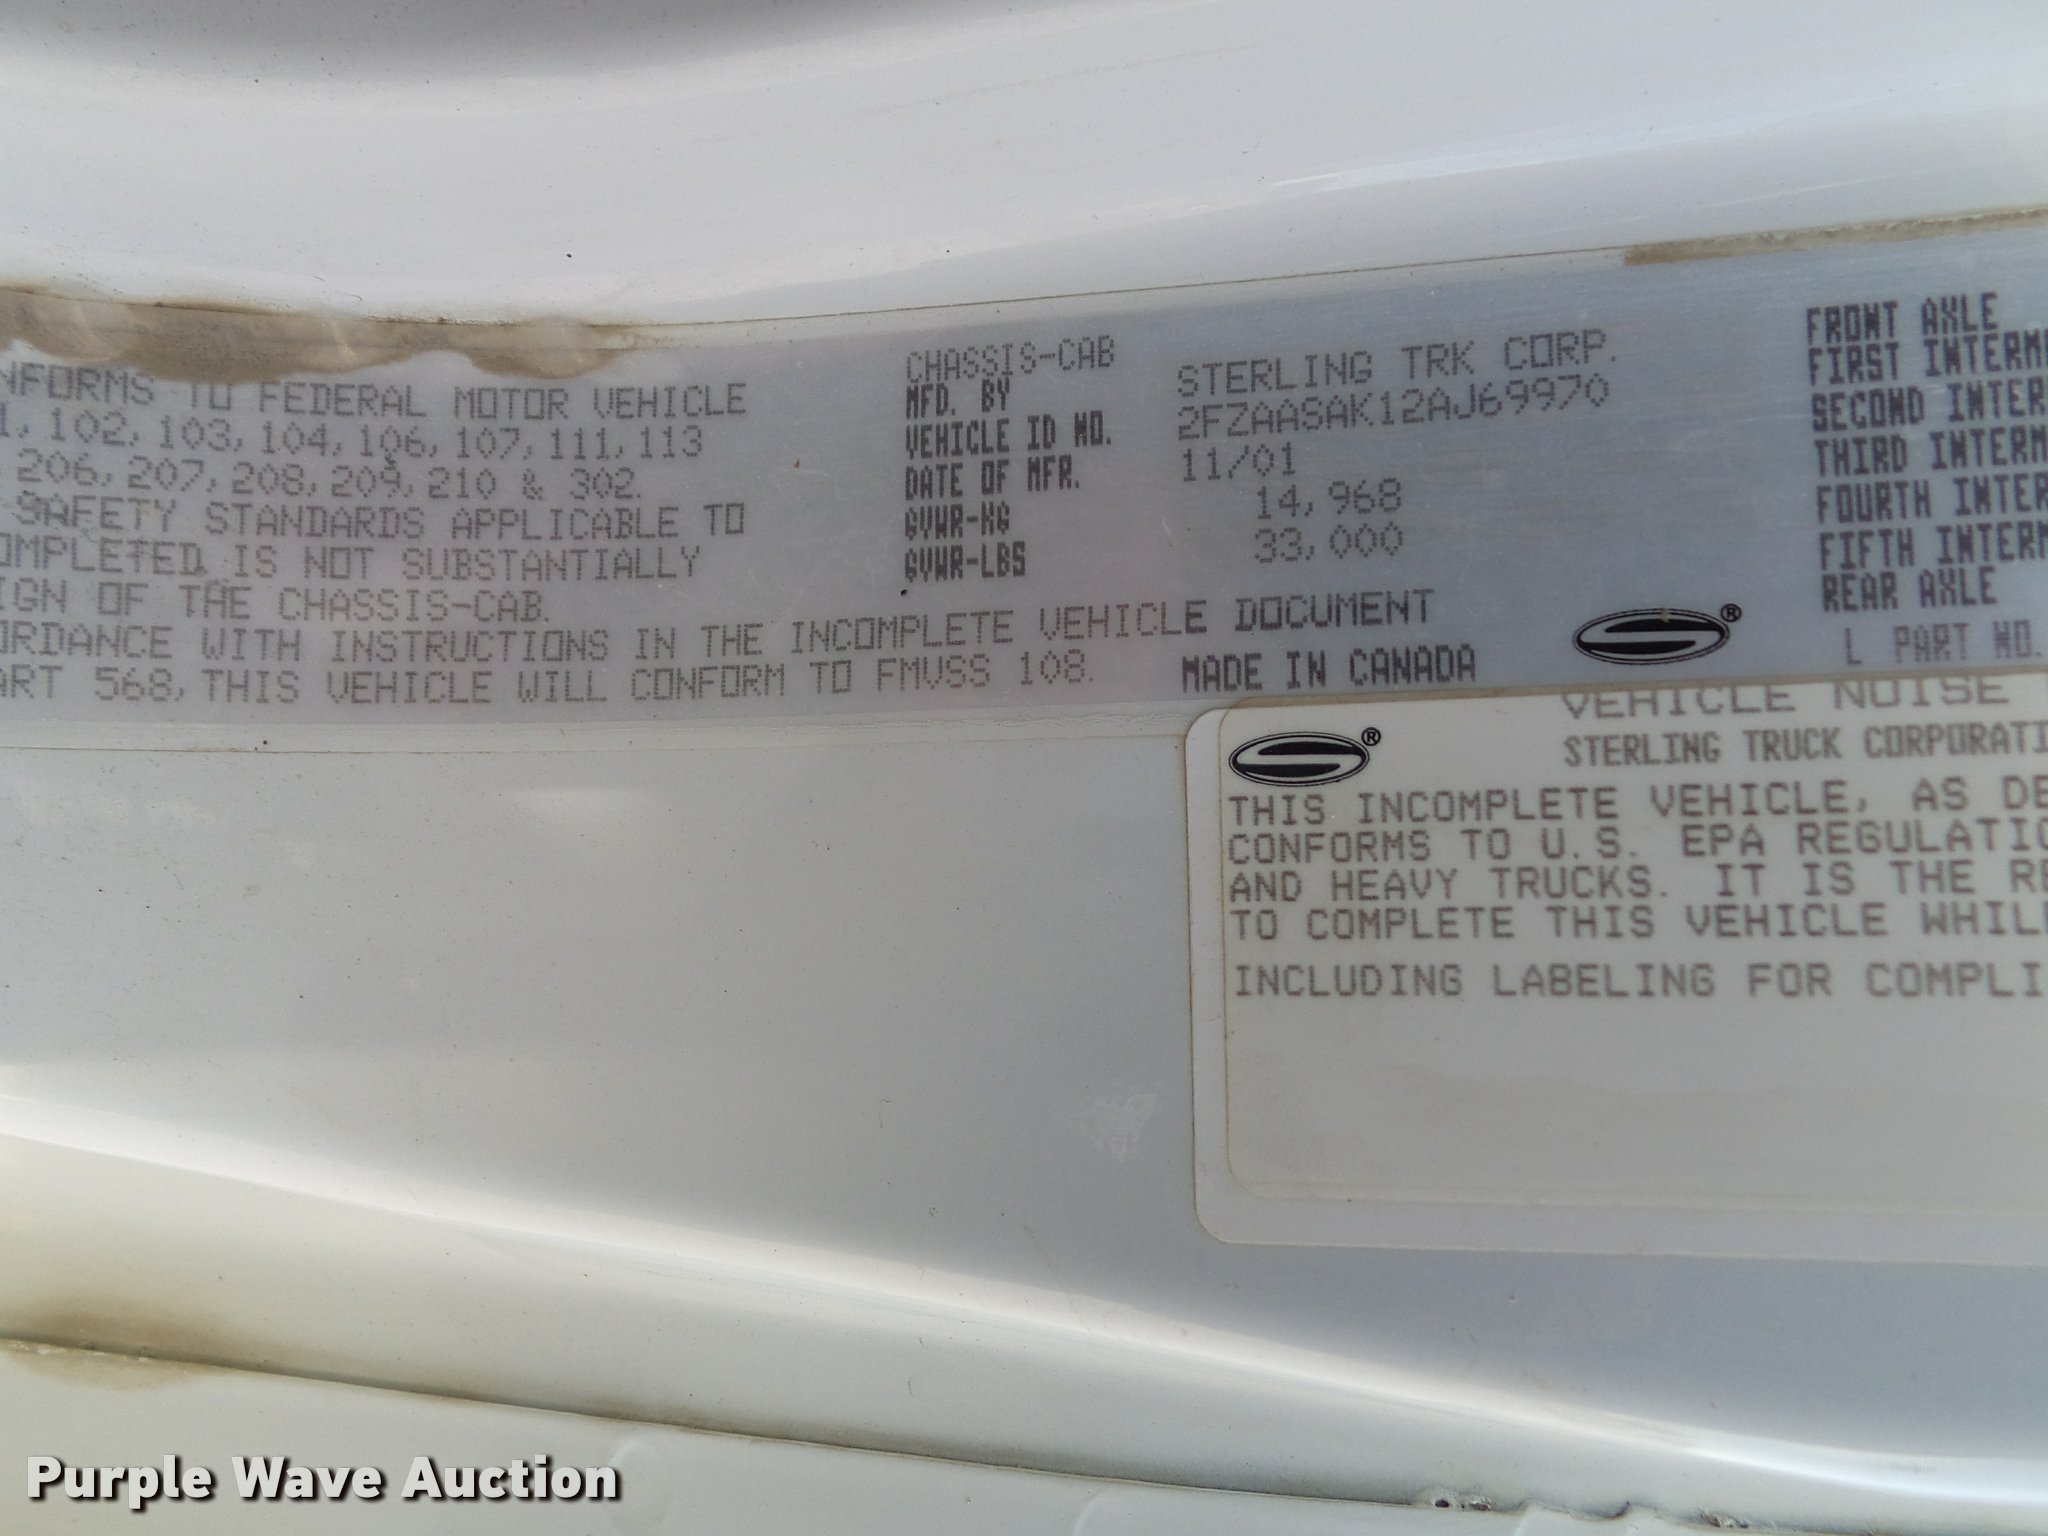 NFORMS TO FEDERAL MOTOR VEHICLE
1, 102, 103, 104, 106, 107, 111, 113
206, 207, 208, 209, 210 & 302.
SAFETY STANDARDS APPLICABLE TO
OMPLETED IS NOT SUBSTANTIALLY
IGN OF THE CHASSIS-CAB.
ORDANCE WITH INSTRUCTIONS IN THE INCOMPLETE VEHICLE DOCUMENT
ART 568, THIS VEHICLE WILL CONFORM TO FMVSS 108.
CHASSIS-CAB
MFD. BY STERLING TRK CORP.
VEHICLE ID NO. 2FZAASAK12AJ69970
DATE OF MFR. 11/01
GVWR-KG 14,968
GVWR-LBS 33,000
MADE IN CANADA
®
FRONT AXLE
FIRST INTERM
SECOND INTER
THIRD INTERM
FOURTH INTER
FIFTH INTERM
REAR AXLE
L PART NO.
VEHICLE NOISE
® STERLING TRUCK CORPORATI
THIS INCOMPLETE VEHICLE, AS DE
CONFORMS TO U.S. EPA REGULATIO
AND HEAVY TRUCKS. IT IS THE RE
TO COMPLETE THIS VEHICLE WHIL
INCLUDING LABELING FOR COMPLI
Purple Wave Auction